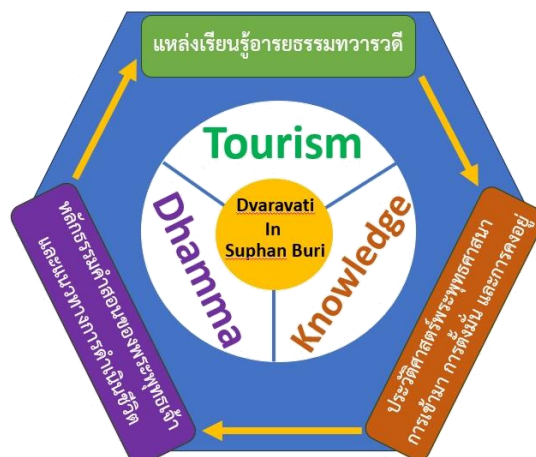 แหล่งเรียนรู้อารยธรรมทวารวดี
Tourism
Dvaravati
In
Suphan Buri
Dhamma
Knowledge
ประวัติศาสตร์พระพุทธศาสนา
การเข้ามา การตั้งมั่น และการคงอยู่
หลักธรรมคำสอนของพระพุทธเจ้า
และแนวทางการดำเนินชีวิต